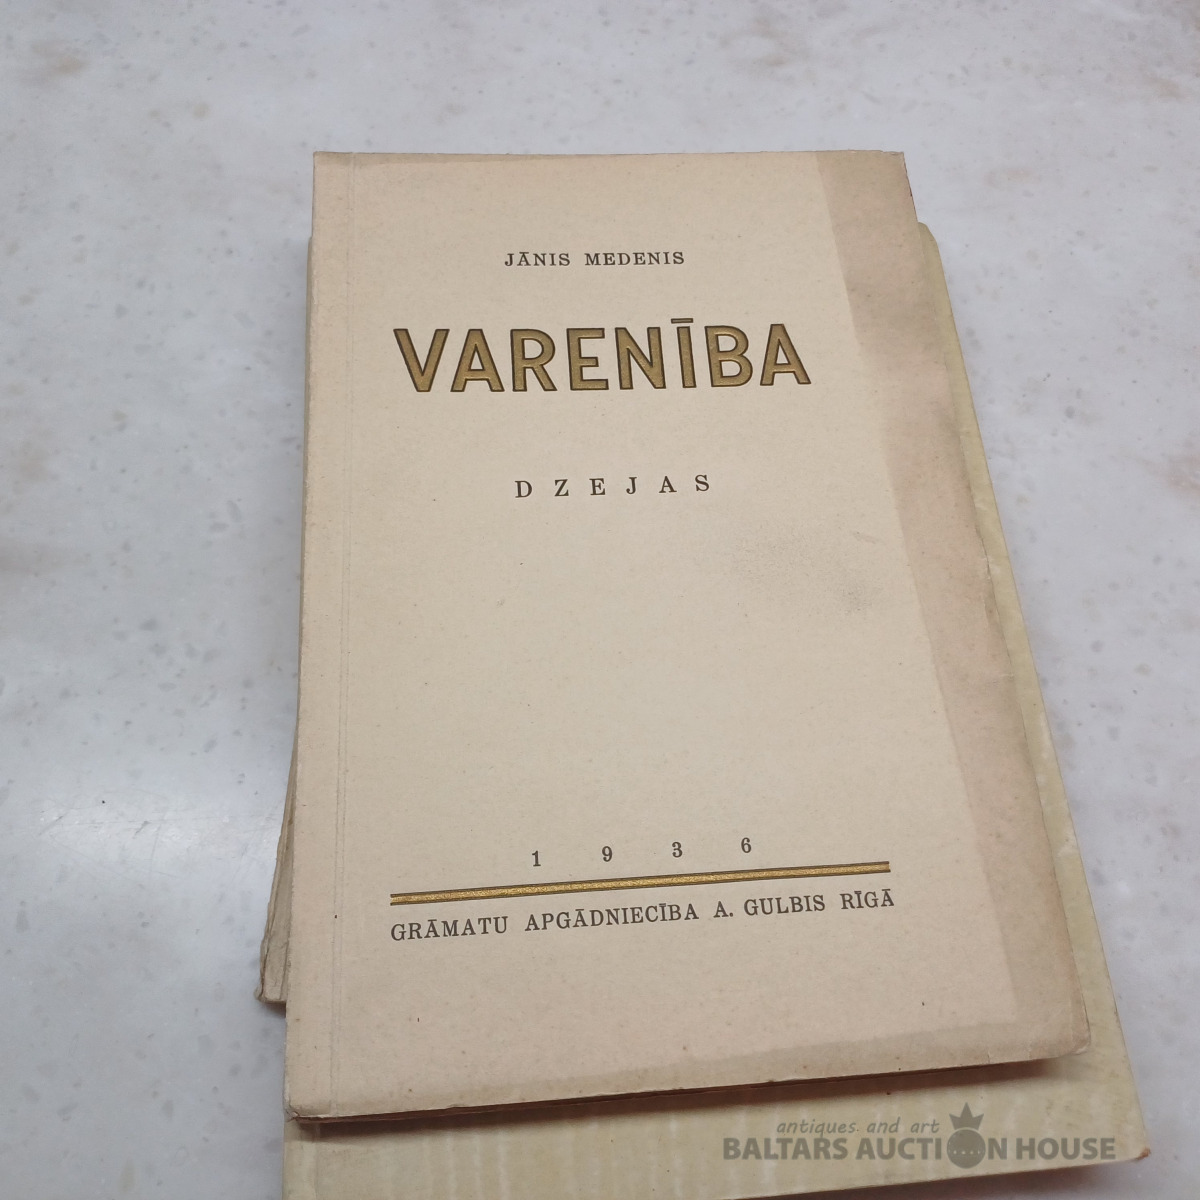 JĀNIS MEDENIS
VARENĪBA
DZEJAS
1936
GRĀMATU APGĀDNIECĪBA A. GULBIS RĪGĀ
antiques and art
BALTARS AUCTION HOUSE